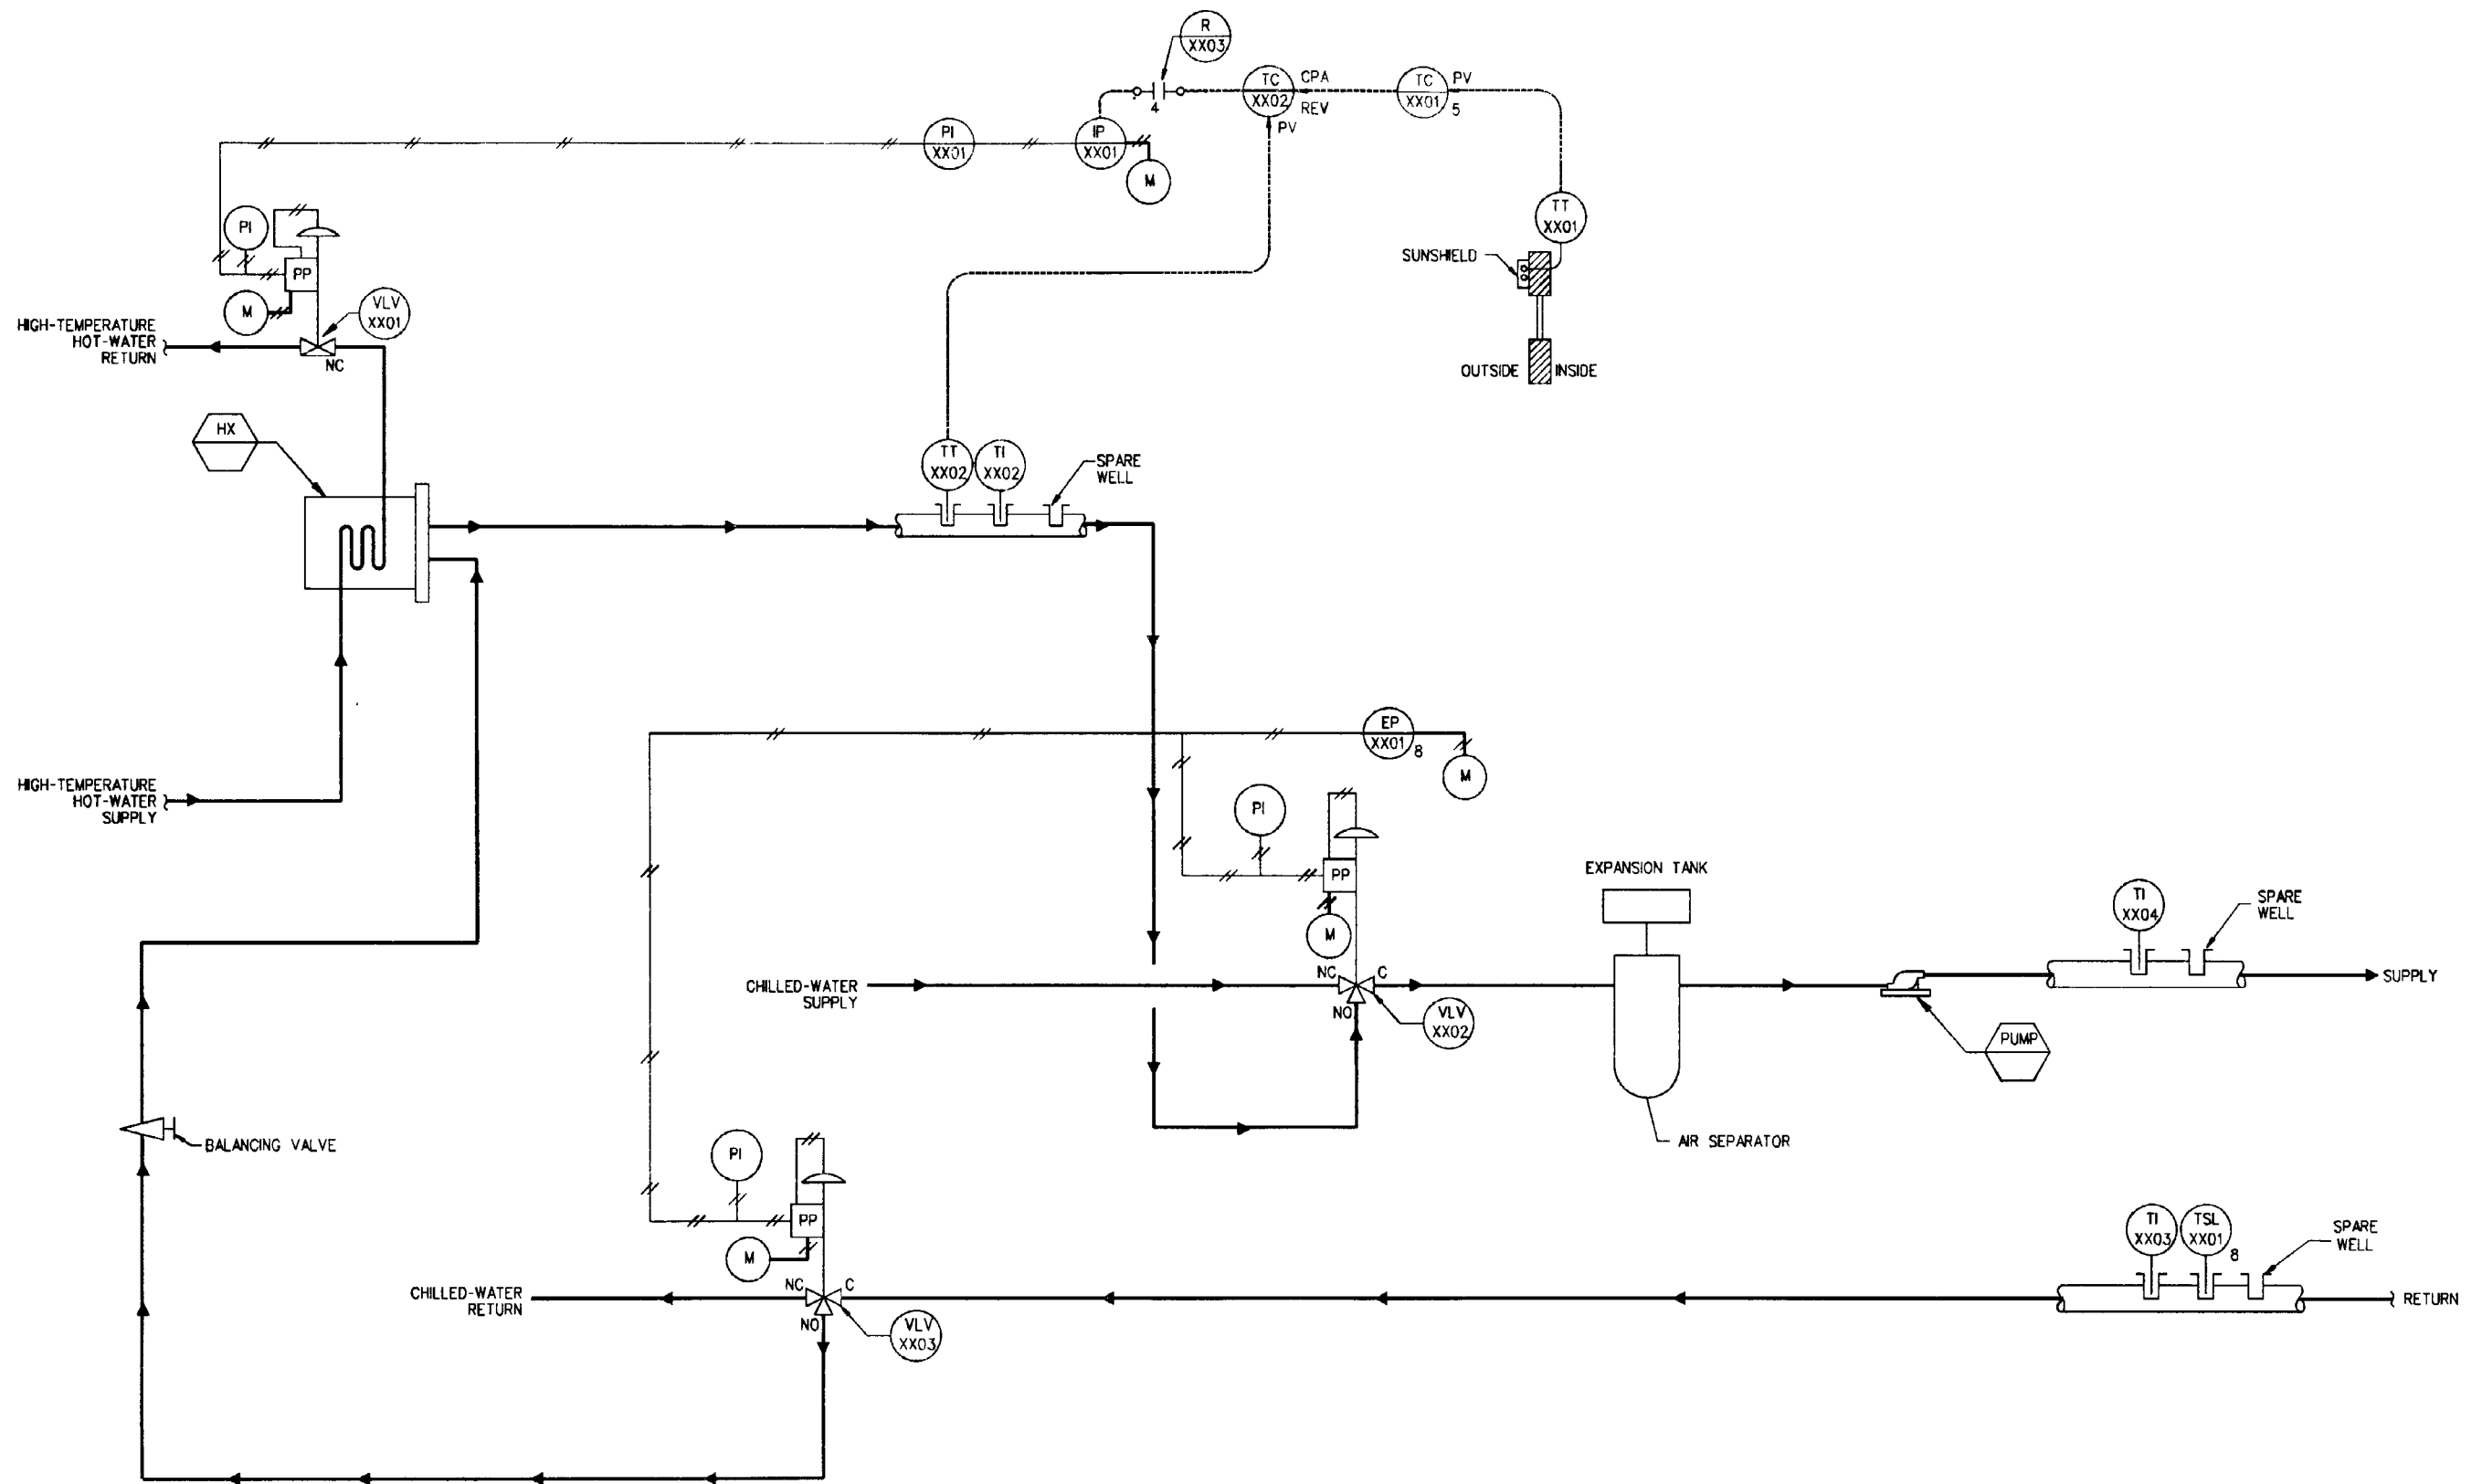 R
XX03
TC
XX02
CPA
REV
PV
TC
XX01
PV
5
4
PI
XX01
IP
XX01
M
TT
XX01
SUNSHIELD
OUTSIDE
INSIDE
PI
PP
M
VLV
XX01
HIGH-TEMPERATURE
HOT-WATER
RETURN
NC
HX
TT
XX02
TI
XX02
SPARE
WELL
EP
XX01
8
M
HIGH-TEMPERATURE
HOT-WATER
SUPPLY
PI
PP
M
EXPANSION TANK
TI
XX04
SPARE
WELL
CHILLED-WATER
SUPPLY
NC
C
NO
VLV
XX02
SUPPLY
PUMP
AIR SEPARATOR
BALANCING VALVE
PI
PP
M
TI
XX03
TSL
XX01
8
SPARE
WELL
CHILLED-WATER
RETURN
NC
C
NO
VLV
XX03
RETURN